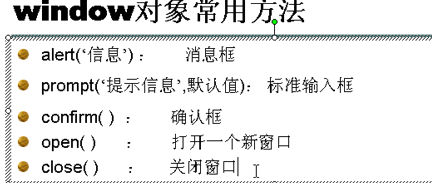 window对象常用方法
alert(‘信息’)： 消息框
prompt(‘提示信息’,默认值)： 标准输入框
confirm( )： 确认框
open( ) ： 打开一个新窗口
close( ) ： 关闭窗口